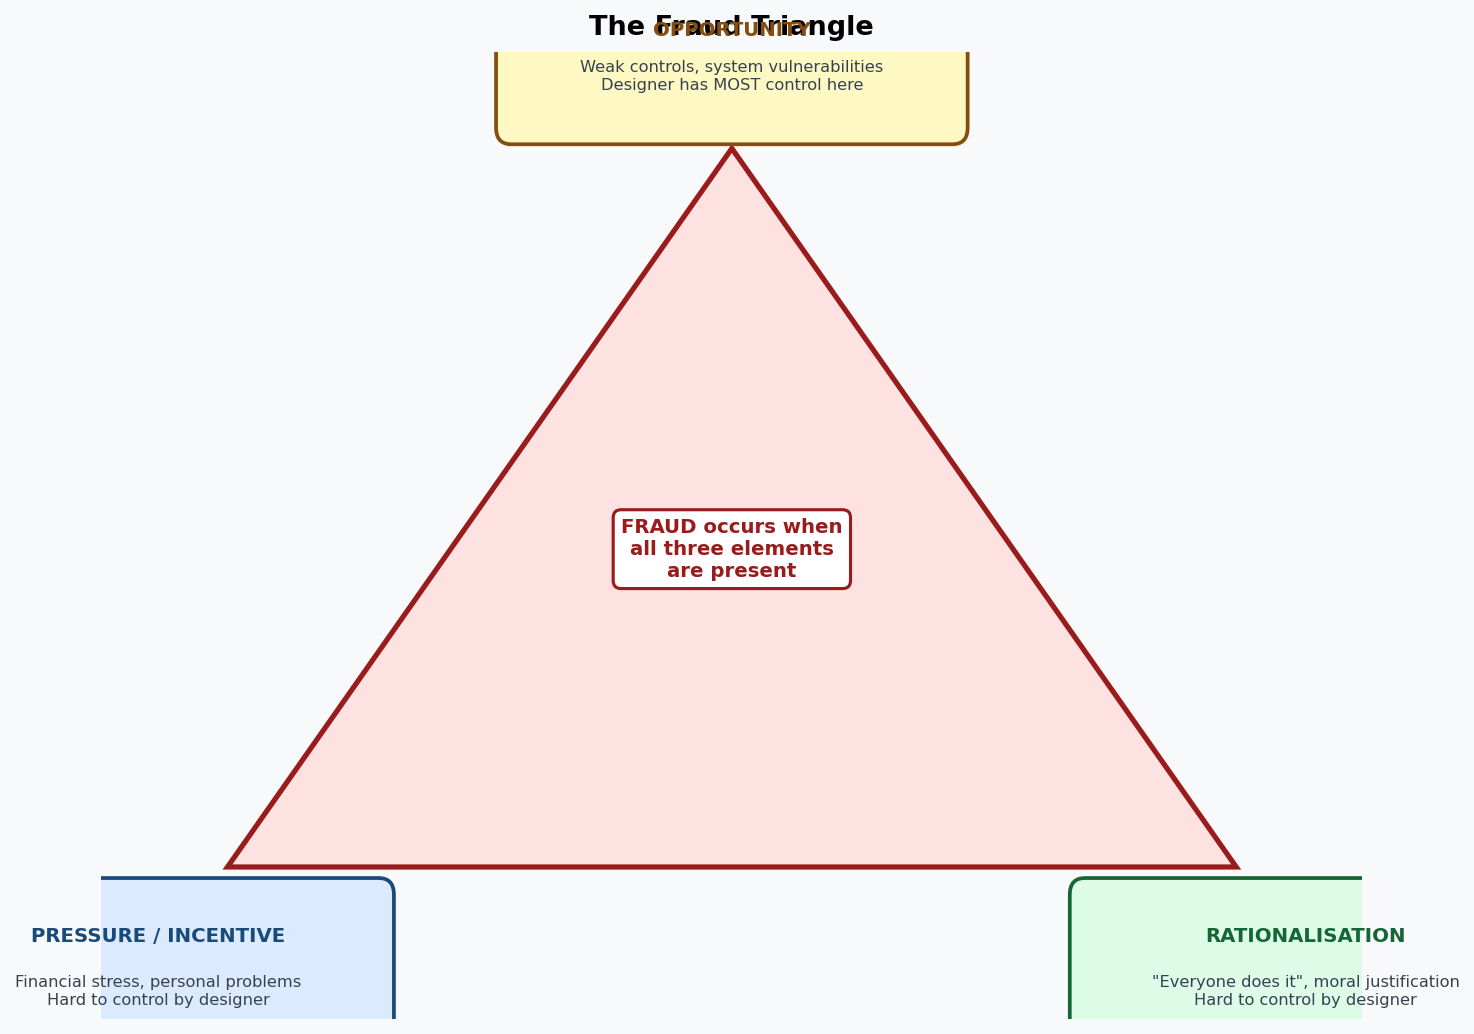 The Fraud Triangle
OPPORTUNITY
Weak controls, system vulnerabilities
Designer has MOST control here
FRAUD occurs when
all three elements
are present
PRESSURE / INCENTIVE
Financial stress, personal problems
Hard to control by designer
RATIONALISATION
"Everyone does it", moral justification
Hard to control by designer